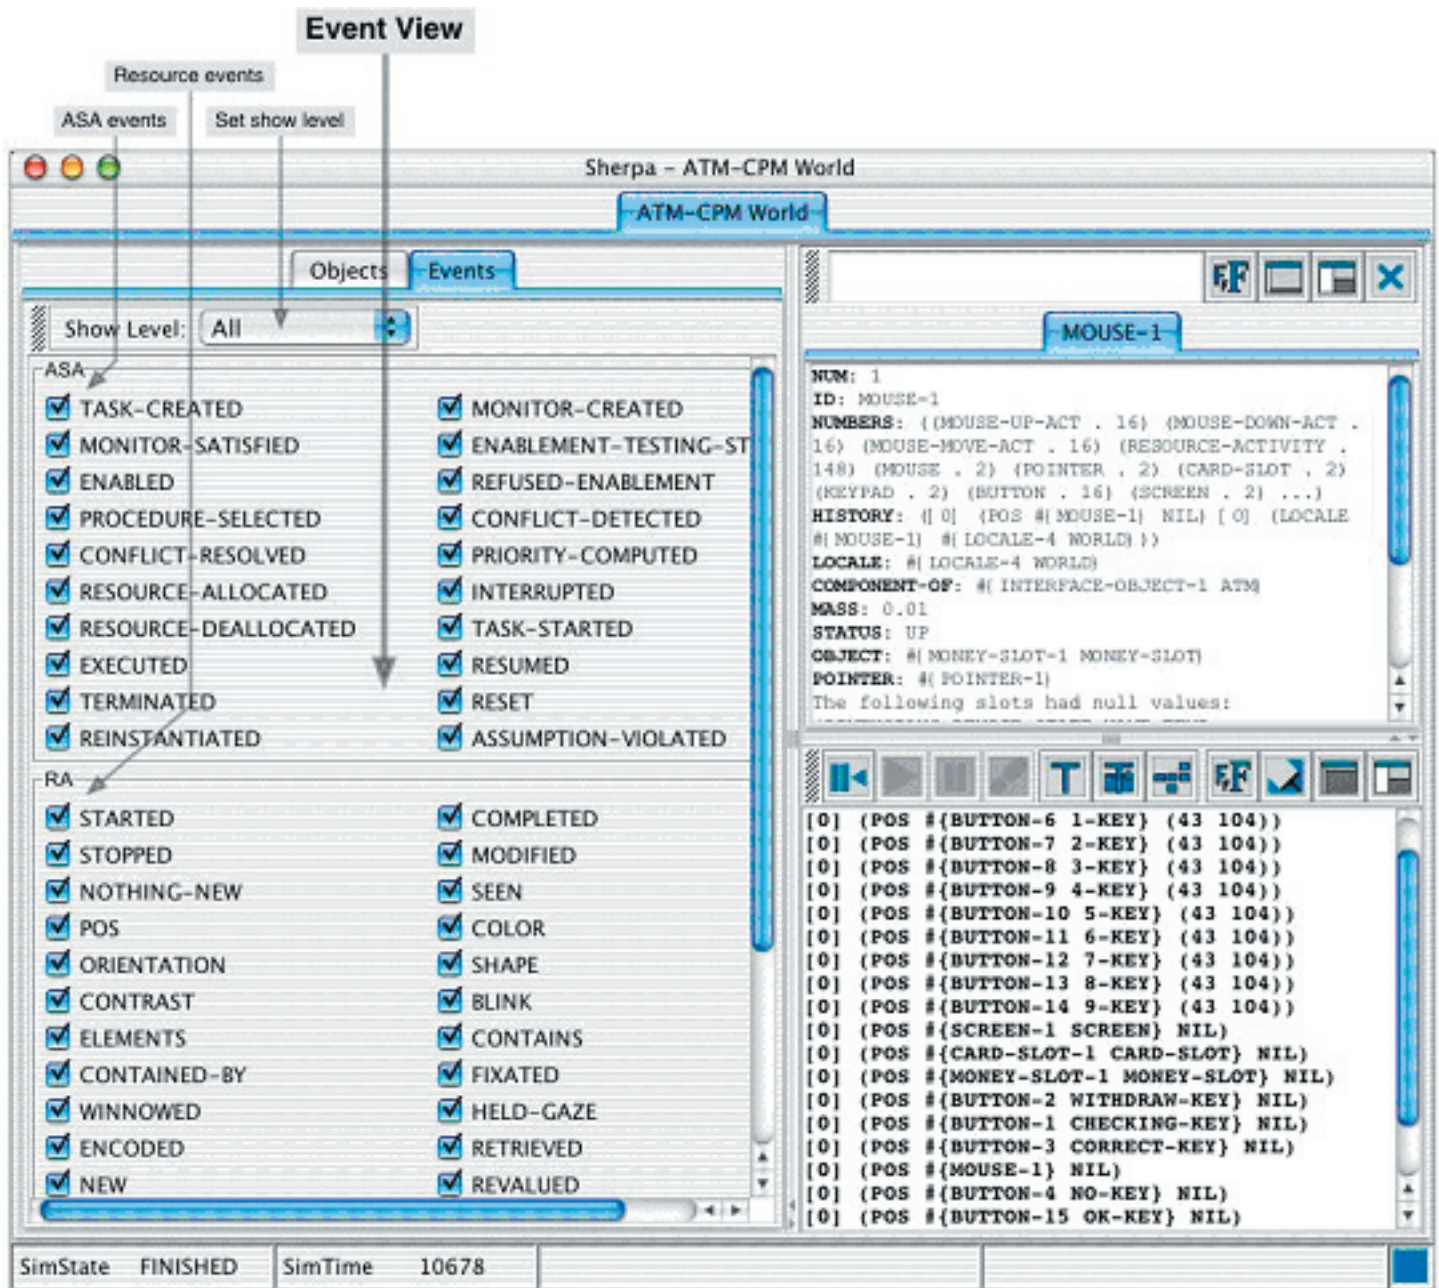 Event View
Resource events
ASA events
Set show level
Sherpa - ATM-CPM World
ATM-CPM World
Objects
Events
Show Level: All
ASA
TASK-CREATED
MONITOR-CREATED
MONITOR-SATISFIED
ENABLEMENT-TESTING-ST
ENABLED
REFUSED-ENABLEMENT
PROCEDURE-SELECTED
CONFLICT-DETECTED
CONFLICT-RESOLVED
PRIORITY-COMPUTED
RESOURCE-ALLOCATED
INTERRUPTED
RESOURCE-DEALLOCATED
TASK-STARTED
EXECUTED
RESUMED
TERMINATED
RESET
REINSTANTIATED
ASSUMPTION-VIOLATED
RA
STARTED
COMPLETED
STOPPED
MODIFIED
NOTHING-NEW
SEEN
POS
COLOR
ORIENTATION
SHAPE
CONTRAST
BLINK
ELEMENTS
CONTAINS
CONTAINED-BY
FIXATED
WINNOWED
HELD-GAZE
ENCODED
RETRIEVED
NEW
REVALUED
MOUSE-1
NUM: 1
ID: MOUSE-1
NUMBERS: ((MOUSE-UP-ACT . 16) (MOUSE-DOWN-ACT .
16) (MOUSE-MOVE-ACT . 16) (RESOURCE-ACTIVITY .
148) (MOUSE . 2) (POINTER . 2) (CARD-SLOT . 2)
(KEYPAD . 2) (BUTTON . 16) (SCREEN . 2) ...)
HISTORY: ([0] (POS #{MOUSE-1} NIL) [0] (LOCALE
#{MOUSE-1} #{LOCALE-4 WORLD}))
LOCALE: #{LOCALE-4 WORLD}
COMPONENT-OF: #{INTERFACE-OBJECT-1 ATM}
MASS: 0.01
STATUS: UP
OBJECT: #{MONEY-SLOT-1 MONEY-SLOT}
POINTER: #{POINTER-1}
The following slots had null values:
[0] (POS #{BUTTON-6 1-KEY} (43 104))
[0] (POS #{BUTTON-7 2-KEY} (43 104))
[0] (POS #{BUTTON-8 3-KEY} (43 104))
[0] (POS #{BUTTON-9 4-KEY} (43 104))
[0] (POS #{BUTTON-10 5-KEY} (43 104))
[0] (POS #{BUTTON-11 6-KEY} (43 104))
[0] (POS #{BUTTON-12 7-KEY} (43 104))
[0] (POS #{BUTTON-13 8-KEY} (43 104))
[0] (POS #{BUTTON-14 9-KEY} (43 104))
[0] (POS #{SCREEN-1 SCREEN} NIL)
[0] (POS #{CARD-SLOT-1 CARD-SLOT} NIL)
[0] (POS #{MONEY-SLOT-1 MONEY-SLOT} NIL)
[0] (POS #{BUTTON-2 WITHDRAW-KEY} NIL)
[0] (POS #{BUTTON-1 CHECKING-KEY} NIL)
[0] (POS #{BUTTON-3 CORRECT-KEY} NIL)
[0] (POS #{MOUSE-1} NIL)
[0] (POS #{BUTTON-4 NO-KEY} NIL)
[0] (POS #{BUTTON-15 OK-KEY} NIL)
SimState FINISHED
SimTime 10678